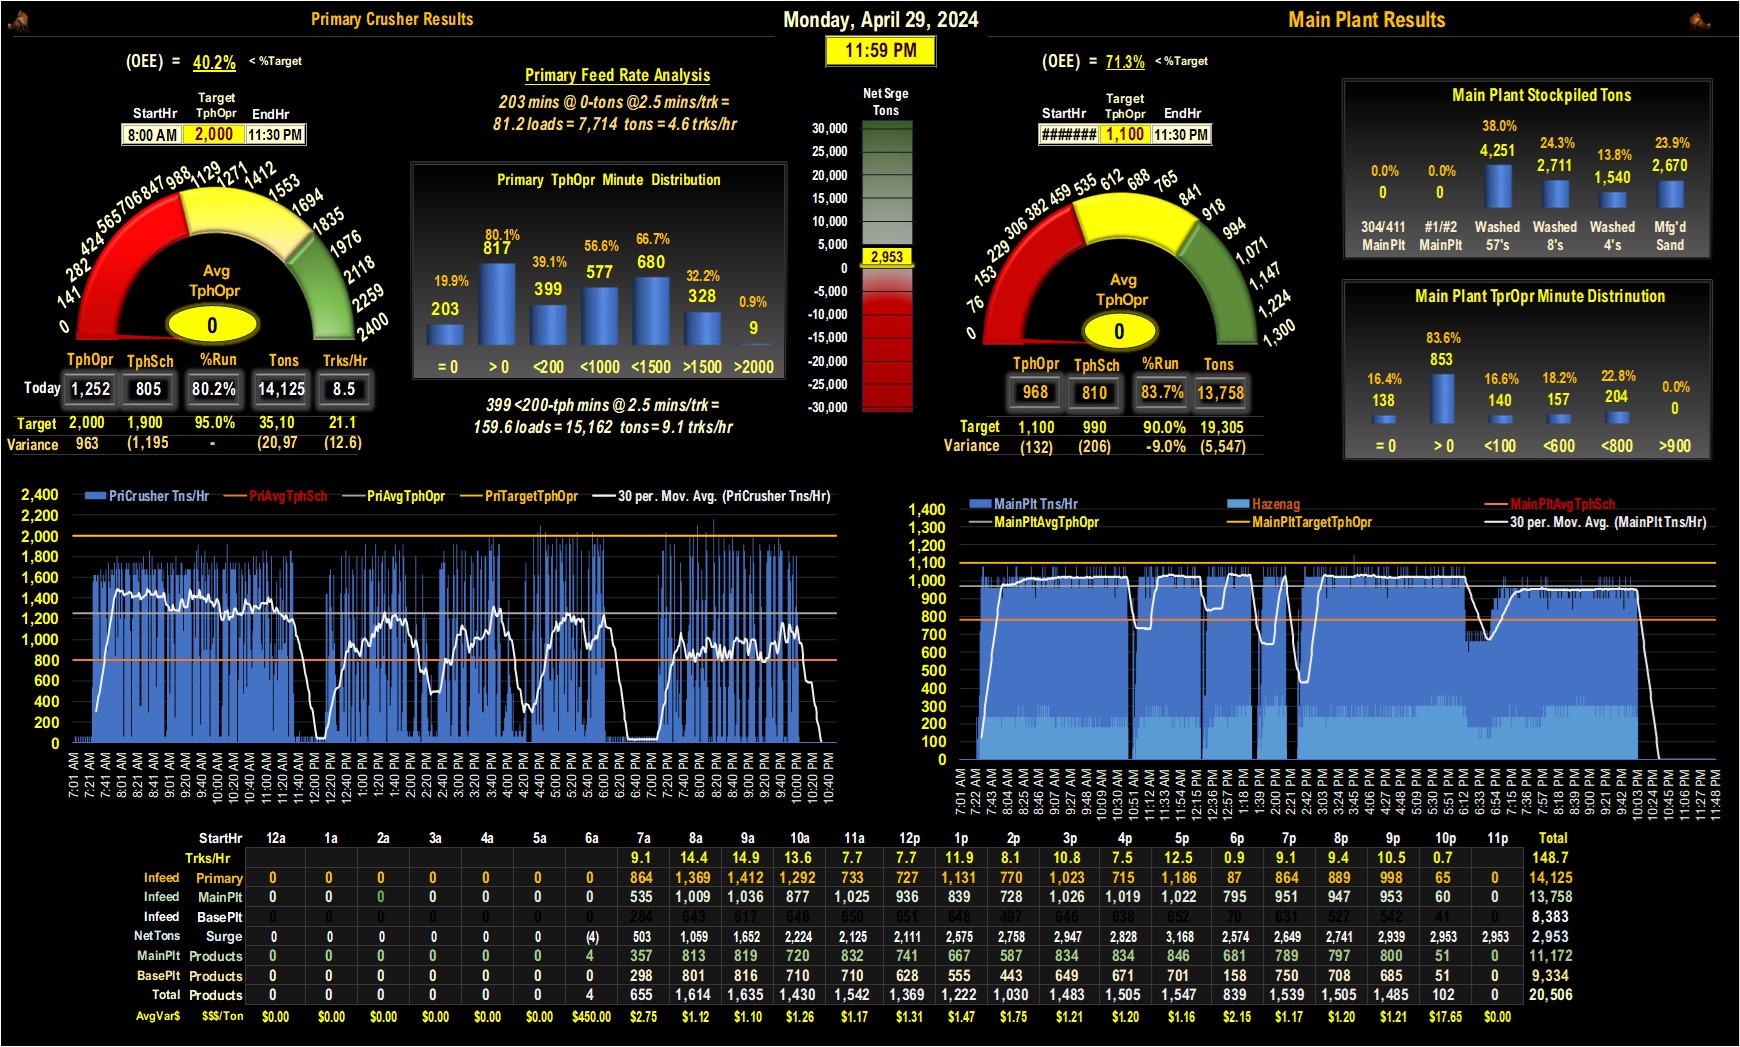 Primary Crusher Results
Monday, April 29, 2024
Main Plant Results
11:59 PM
(OEE) = 40.2% < %Target
StartHr Target TphOpr EndHr
8:00 AM 2,000 11:30 PM
0 141 282 424 565 706 847 988 1129 1271 1412 1553 1694 1835 1976 2118 2259 2400
Avg
TphOpr
0
TphOpr TphSch %Run Tons Trks/Hr
Today 1,252 805 80.2% 14,125 8.5
Target 2,000 1,900 95.0% 35,10 21.1
Variance 963 (1,195 - (20,97 (12.6)
Primary Feed Rate Analysis
203 mins @ 0-tons @2.5 mins/trk =
81.2 loads = 7,714 tons = 4.6 trks/hr
Primary TphOpr Minute Distribution
19.9% 80.1% 39.1% 56.6% 66.7% 32.2% 0.9%
203 817 399 577 680 328 9
= 0 > 0 <200 <1000 <1500 >1500 >2000
399 <200-tph mins @ 2.5 mins/trk =
159.6 loads = 15,162 tons = 9.1 trks/hr
Net Srge
Tons
30,000
25,000
20,000
15,000
10,000
5,000
2,953
0
-5,000
-10,000
-15,000
-20,000
-25,000
-30,000
(OEE) = 71.3% < %Target
StartHr Target TphOpr EndHr
####### 1,100 11:30 PM
0 76 153 229 306 382 459 535 612 688 765 841 918 994 1,071 1,147 1,224 1,300
Avg
TphOpr
0
TphOpr TphSch %Run Tons
968 810 83.7% 13,758
Target 1,100 990 90.0% 19,305
Variance (132) (206) -9.0% (5,547)
Main Plant Stockpiled Tons
0.0% 0.0% 38.0% 24.3% 13.8% 23.9%
0 0 4,251 2,711 1,540 2,670
304/411 #1/#2 Washed Washed Washed Mfg'd
MainPlt MainPlt 57's 8's 4's Sand
Main Plant TprOpr Minute Distrinution
16.4% 83.6% 16.6% 18.2% 22.8% 0.0%
138 853 140 157 204 0
= 0 > 0 <100 <600 <800 >900
PriCrusher Tns/Hr PriAvgTphSch PriAvgTphOpr PriTargetTphOpr 30 per. Mov. Avg. (PriCrusher Tns/Hr)
2,400
2,200
2,000
1,800
1,600
1,400
1,200
1,000
800
600
400
200
0
7:01 AM 7:21 AM 7:41 AM 8:01 AM 8:21 AM 8:41 AM 9:01 AM 9:20 AM 9:40 AM 10:00 AM 10:20 AM 10:40 AM 11:00 AM 11:20 AM 11:40 AM 12:00 PM 12:20 PM 12:40 PM 1:00 PM 1:20 PM 1:40 PM 2:00 PM 2:20 PM 2:40 PM 3:00 PM 3:20 PM 3:40 PM 4:00 PM 4:20 PM 4:40 PM 5:00 PM 5:20 PM 5:40 PM 6:00 PM 6:20 PM 6:40 PM 7:00 PM 7:20 PM 7:40 PM 8:00 PM 8:20 PM 8:40 PM 9:00 PM 9:20 PM 9:40 PM 10:00 PM 10:20 PM 10:40 PM
MainPlt Tns/Hr Hazenag MainPltAvgTphSch
MainPltAvgTphOpr MainPltTargetTphOpr 30 per. Mov. Avg. (MainPlt Tns/Hr)
1,400
1,300
1,200
1,100
1,000
900
800
700
600
500
400
300
200
100
0
7:01 AM 7:22 AM 7:43 AM 8:04 AM 8:25 AM 8:46 AM 9:07 AM 9:27 AM 9:48 AM 10:09 AM 10:30 AM 10:51 AM 11:12 AM 11:33 AM 11:54 AM 12:15 PM 12:36 PM 12:57 PM 1:18 PM 1:39 PM 2:00 PM 2:21 PM 2:42 PM 3:03 PM 3:24 PM 3:45 PM 4:06 PM 4:27 PM 4:48 PM 5:09 PM 5:30 PM 5:51 PM 6:12 PM 6:33 PM 6:54 PM 7:15 PM 7:36 PM 7:57 PM 8:18 PM 8:39 PM 9:00 PM 9:21 PM 9:42 PM 10:03 PM 10:24 PM 10:45 PM 11:06 PM 11:27 PM 11:48 PM
StartHr 12a 1a 2a 3a 4a 5a 6a 7a 8a 9a 10a 11a 12p 1p 2p 3p 4p 5p 6p 7p 8p 9p 10p 11p Total
Trks/Hr 9.1 14.4 14.9 13.6 7.7 7.7 11.9 8.1 10.8 7.5 12.5 0.9 9.1 9.4 10.5 0.7 148.7
Infeed Primary 0 0 0 0 0 0 0 864 1,369 1,412 1,292 733 727 1,131 770 1,023 715 1,186 87 864 889 998 65 0 14,125
Infeed MainPlt 0 0 0 0 0 0 0 535 1,009 1,036 877 1,025 936 839 728 1,026 1,019 1,022 795 951 947 953 60 0 13,758
Infeed BasePlt 284 643 617 646 650 651 648 497 646 638 652 70 631 527 542 41 0 8,383
NetTons Surge 0 0 0 0 0 0 (4) 503 1,059 1,652 2,224 2,125 2,111 2,575 2,758 2,947 2,828 3,168 2,574 2,649 2,741 2,939 2,953 2,953 2,953
MainPlt Products 0 0 0 0 0 0 4 357 813 819 720 832 741 667 587 834 834 846 681 789 797 800 51 0 11,172
BasePlt Products 0 0 0 0 0 0 0 298 801 816 710 710 628 555 443 649 671 701 158 750 708 685 51 0 9,334
Total Products 0 0 0 0 0 0 4 655 1,614 1,635 1,430 1,542 1,369 1,222 1,030 1,483 1,505 1,547 839 1,539 1,505 1,485 102 0 20,506
AvgVar$ $$$/Ton $0.00 $0.00 $0.00 $0.00 $0.00 $0.00 $450.00 $2.75 $1.12 $1.10 $1.26 $1.17 $1.31 $1.47 $1.75 $1.21 $1.20 $1.16 $2.15 $1.17 $1.20 $1.21 $17.65 $0.00